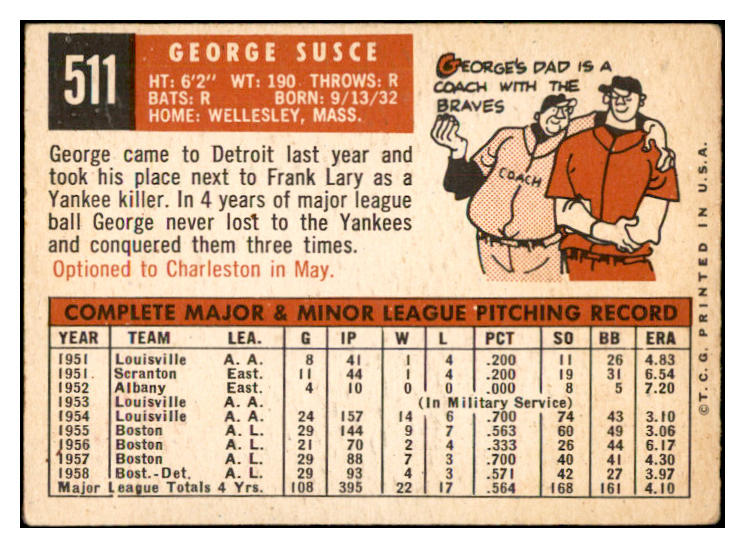 511
GEORGE SUSCE
HT: 6'2" WT: 190 THROWS: R
BATS: R BORN: 9/13/32
HOME: WELLESLEY, MASS.
GEORGE'S DAD IS A
COACH WITH THE
BRAVES
COACH
George came to Detroit last year and
took his place next to Frank Lary as a
Yankee killer. In 4 years of major league
ball George never lost to the Yankees
and conquered them three times.
Optioned to Charleston in May.
COMPLETE MAJOR & MINOR LEAGUE PITCHING RECORD
YEAR TEAM LEA. G IP W L PCT SO BB ERA
1951 Louisville A. A. 8 41 1 4 .200 11 26 4.83
1951. Scranton East. 11 44 1 4 .200 19 31 6.54
1952 Albany East. 4 10 0 0 .000 8 5 7.20
1953 Louisville A. A. (In Military Service)
1954 Louisville A. A. 24 157 14 6 .700 74 43 3.10
1955 Boston A. L. 29 144 9 7 .563 60 49 3.06
1956 Boston A. L. 21 70 2 4 .333 26 44 6.17
1957 Boston A. L. 29 88 7 3 .700 40 41 4.30
1958 Bost.-Det. A. L. 29 93 4 3 .571 42 27 3.97
Major League Totals 4 Yrs. 108 395 22 17 .564 168 161 4.10
©T. C. G. PRINTED IN U.S.A.